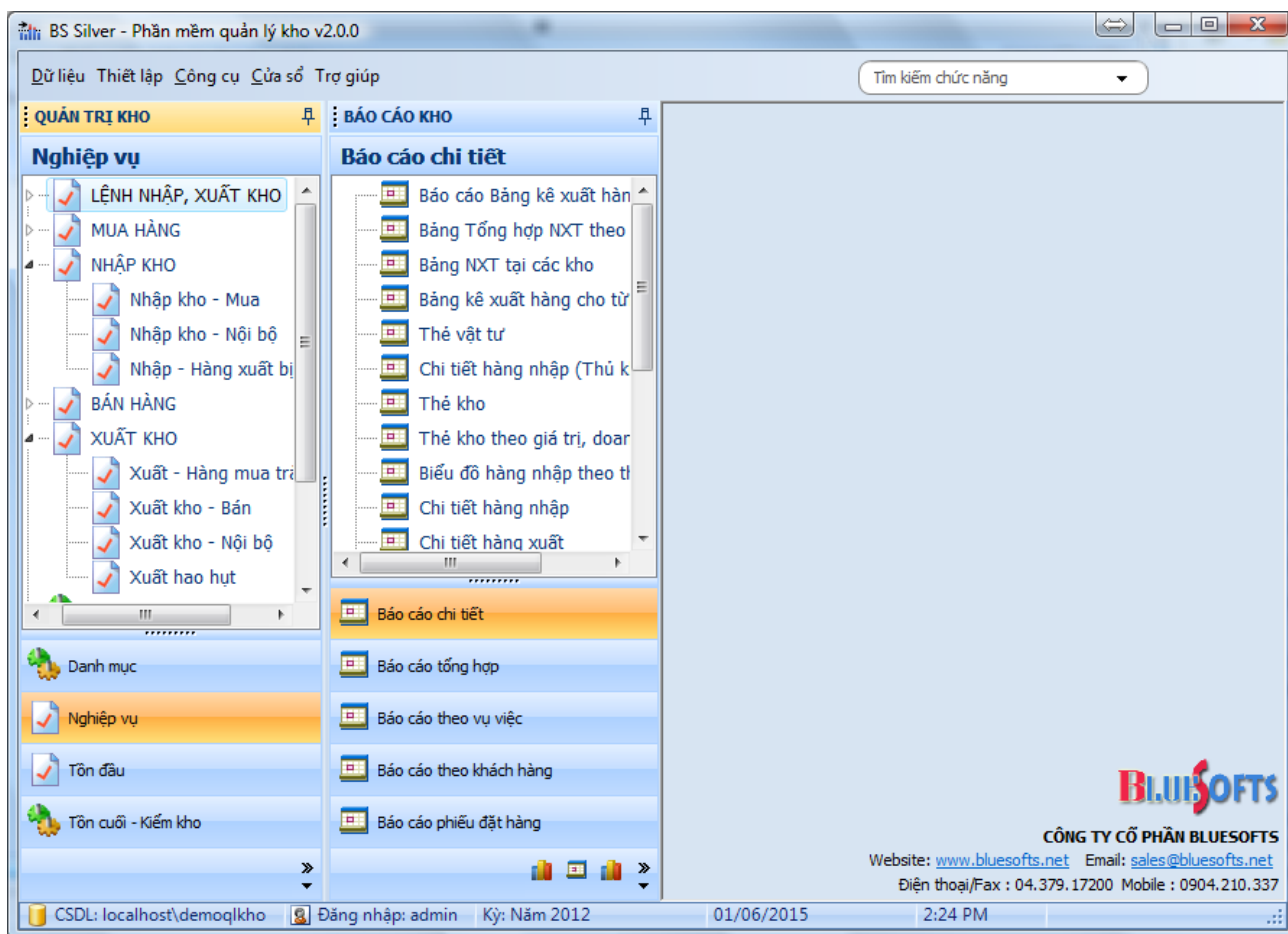 BS Silver - Phần mềm quản lý kho v2.0.0
Dữ liệu Thiết lập Công cụ Cửa sổ Trợ giúp
Tìm kiếm chức năng
QUẢN TRỊ KHO
Nghiệp vụ
LỆNH NHẬP, XUẤT KHO
MUA HÀNG
NHẬP KHO
Nhập kho - Mua
Nhập kho - Nội bộ
Nhập - Hàng xuất bị
BÁN HÀNG
XUẤT KHO
Xuất - Hàng mua trả
Xuất kho - Bán
Xuất kho - Nội bộ
Xuất hao hụt
Danh mục
Nghiệp vụ
Tồn đầu
Tồn cuối - Kiểm kho
BÁO CÁO KHO
Báo cáo chi tiết
Báo cáo Bảng kê xuất hàn
Bảng Tổng hợp NXT theo
Bảng NXT tại các kho
Bảng kê xuất hàng cho từ
Thẻ vật tư
Chi tiết hàng nhập (Thủ k
Thẻ kho
Thẻ kho theo giá trị, doan
Biểu đồ hàng nhập theo th
Chi tiết hàng nhập
Chi tiết hàng xuất
Báo cáo chi tiết
Báo cáo tổng hợp
Báo cáo theo vụ việc
Báo cáo theo khách hàng
Báo cáo phiếu đặt hàng
BLUESOFTS
CÔNG TY CỔ PHẦN BLUESOFTS
Website: www.bluesofts.net Email: sales@bluesofts.net
Điện thoại/Fax : 04.379.17200 Mobile : 0904.210.337
CSDL: localhost\demoqlkho Đăng nhập: admin Kỳ: Năm 2012 01/06/2015 2:24 PM